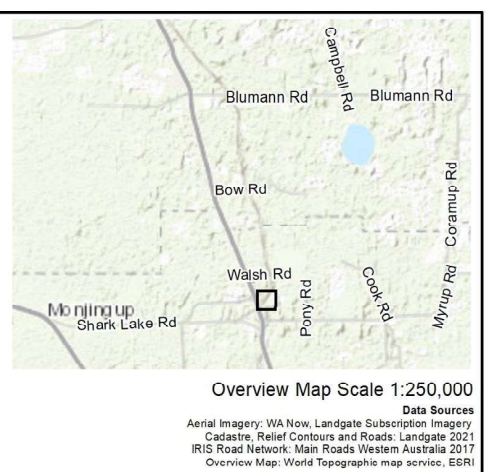 Campbell Rd
Blumann Rd
Blumann Rd
Coramup Rd
Bow Rd
Walsh Rd
Cook Rd
Myrup Rd
Pony Rd
Monjingup
Shark Lake Rd
Overview Map Scale 1:250,000
Data Sources
Aerial Imagery: WA Now, Landgate Subscription Imagery
Cadastre, Relief Contours and Roads: Landgate 2021
IRIS Road Network: Main Roads Western Australia 2017
Overview Map: World Topographic map service, ESRI